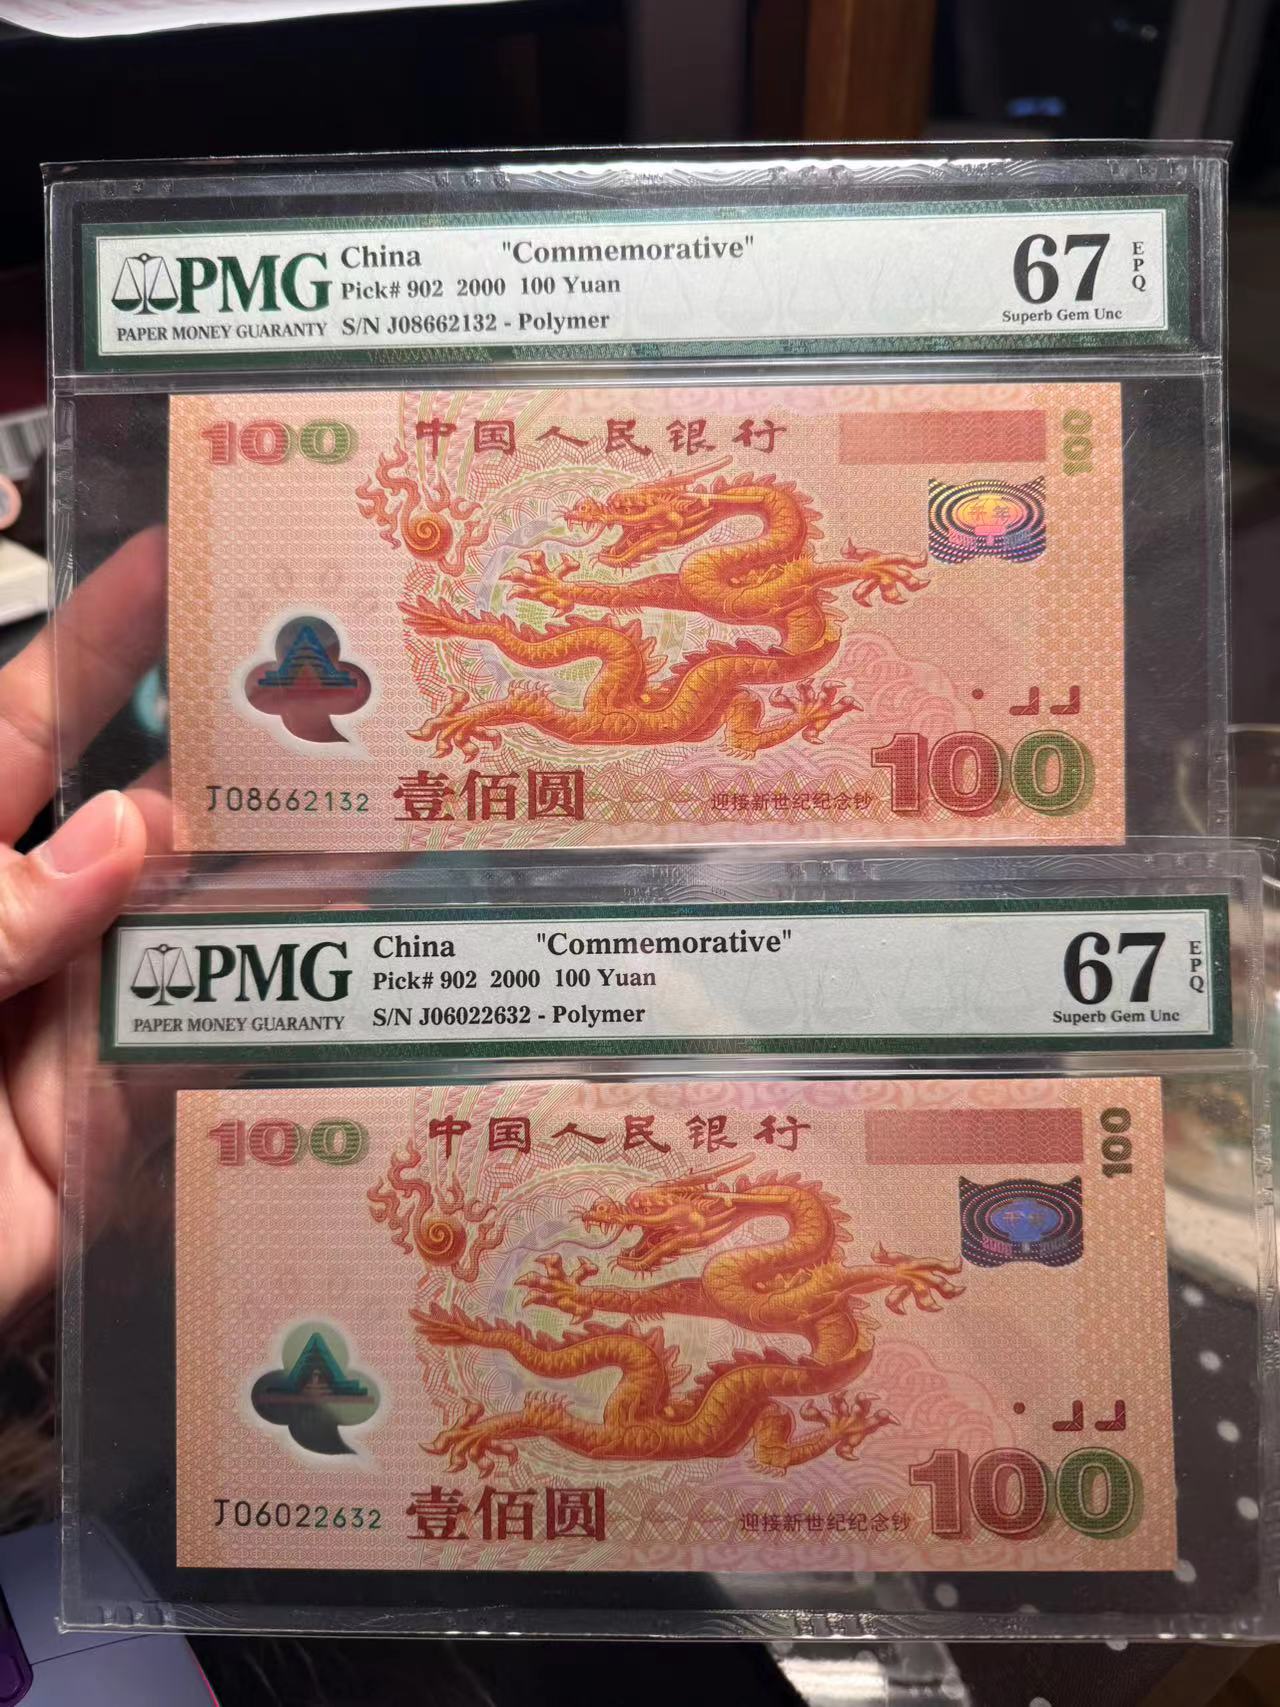 PMG
PAPER MONEY GUARANTY
China "Commemorative"
Pick# 902 2000 100 Yuan
S/N J08662132 - Polymer
67
EPQ
Superb Gem Unc
100
中国人民银行
100
千年
J08662132
壹佰圆
迎接新世纪纪念钞
100
PMG
PAPER MONEY GUARANTY
China "Commemorative"
Pick# 902 2000 100 Yuan
S/N J06022632 - Polymer
67
EPQ
Superb Gem Unc
100
中国人民银行
100
千年
J06022632
壹佰圆
迎接新世纪纪念钞
100